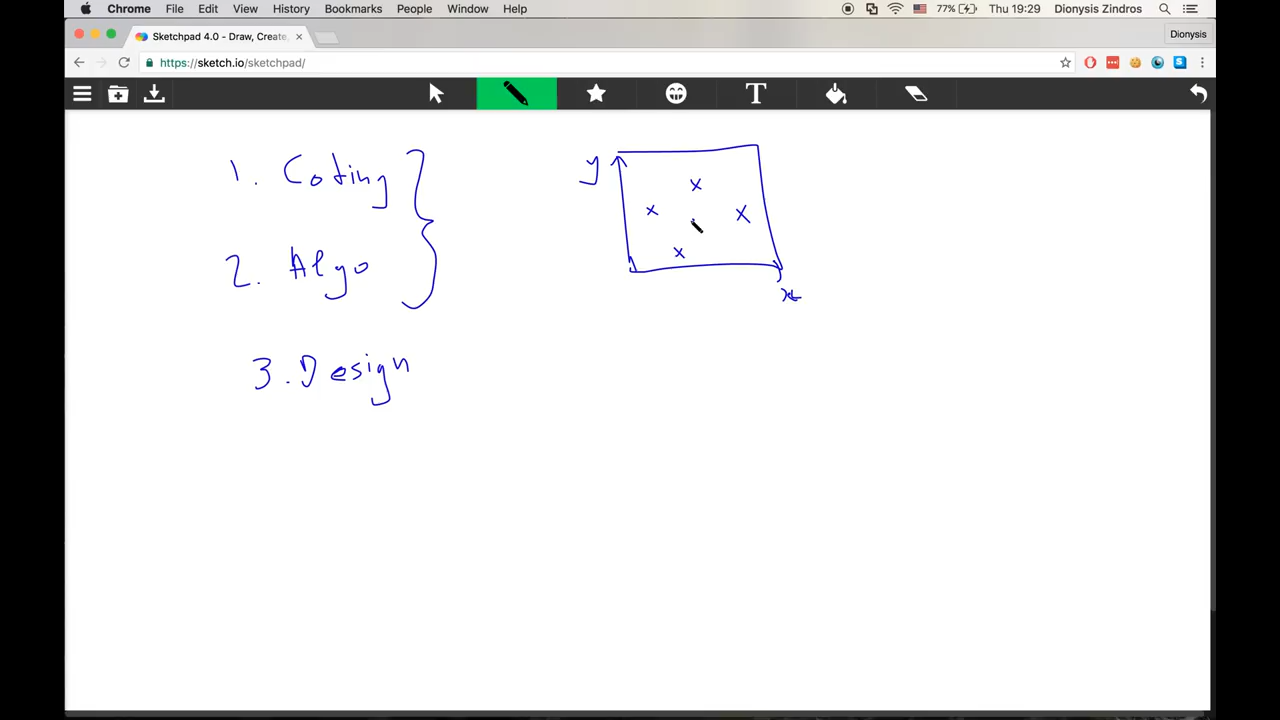 Chrome File Edit View History Bookmarks People Window Help 77% Thu 19:29 Dionysis Zindros
Sketchpad 4.0 - Draw, Create, Dionysis
https://sketch.io/sketchpad/
T
1. Coding
2. Algo
3. Design
y
x
x x
x
x